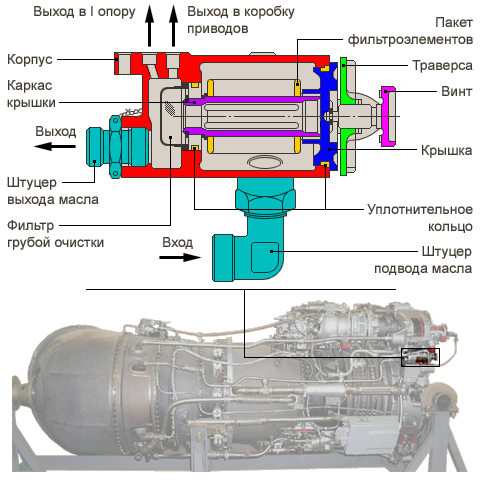 Выход в I опору
Выход в коробку
приводов
Пакет
фильтроэлементов
Корпус
Траверса
Каркас
крышки
Винт
Выход
Крышка
Штуцер
выхода масла
Уплотнительное
кольцо
Фильтр
грубой очистки
Вход
Штуцер
подвода масла